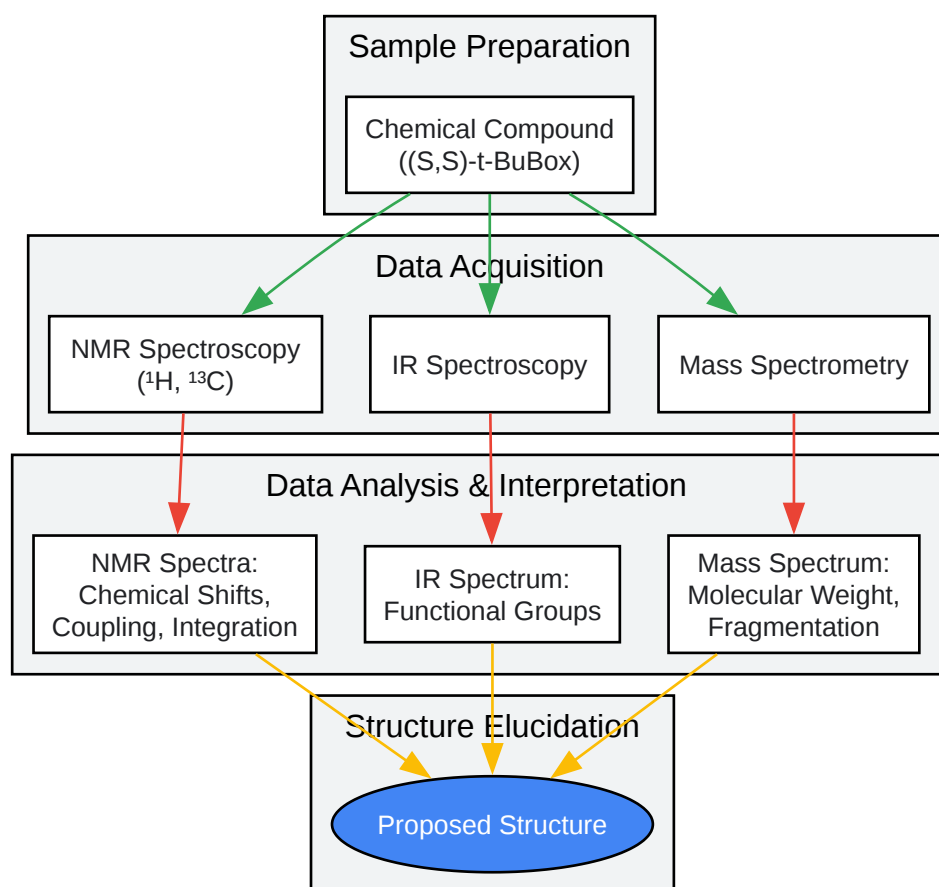 Sample Preparation
Chemical Compound
((S,S)-t-BuBox)
Data Acquisition
NMR Spectroscopy
(¹H, ¹³C)
IR Spectroscopy
Mass Spectrometry
Data Analysis & Interpretation
NMR Spectra:
Chemical Shifts,
Coupling, Integration
IR Spectrum:
Functional Groups
Mass Spectrum:
Molecular Weight,
Fragmentation
Structure Elucidation
Proposed Structure